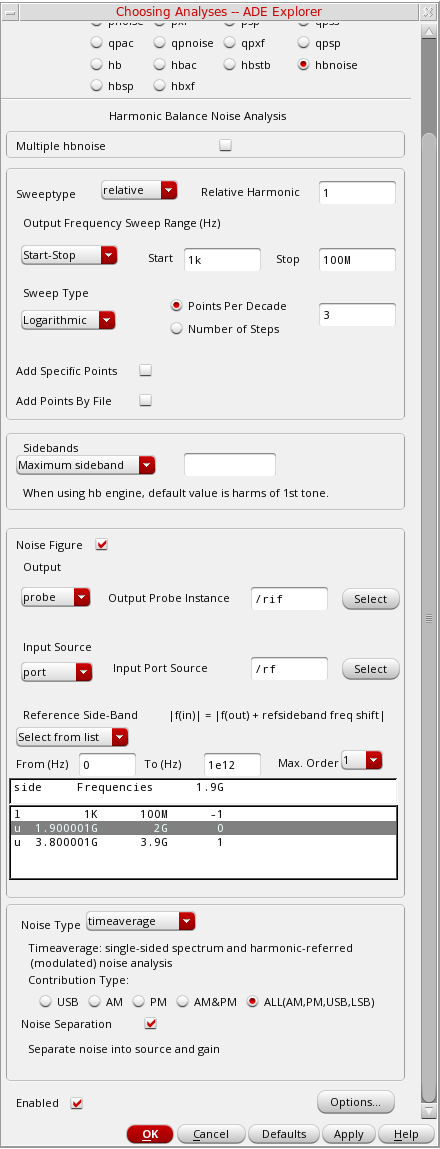 Choosing Analyses -- ADE Explorer
pnoise pxf psp qpss
qpac qpnoise qpxf qpsp
hb hbac hbstb hbnoise
hbsp hbxf
Harmonic Balance Noise Analysis
Multiple hbnoise
Sweeptype relative Relative Harmonic 1
Output Frequency Sweep Range (Hz)
Start-Stop Start 1k Stop 100M
Sweep Type
Logarithmic Points Per Decade 3
Number of Steps
Add Specific Points
Add Points By File
Sidebands
Maximum sideband
When using hb engine, default value is harms of 1st tone.
Noise Figure
Output
probe Output Probe Instance /rif Select
Input Source
port Input Port Source /rf Select
Reference Side-Band |f(in)| = |f(out) + refsideband freq shift|
Select from list
From (Hz) 0 To (Hz) 1e12 Max. Order 1
side Frequencies 1.9G
l 1K 100M -1
u 1.900001G 2G 0
u 3.800001G 3.9G 1
Noise Type timeaverage
Timeaverage: single-sided spectrum and harmonic-referred
(modulated) noise analysis
Contribution Type:
USB AM PM AM&PM ALL(AM,PM,USB,LSB)
Noise Separation
Separate noise into source and gain
Enabled Options...
OK Cancel Defaults Apply Help